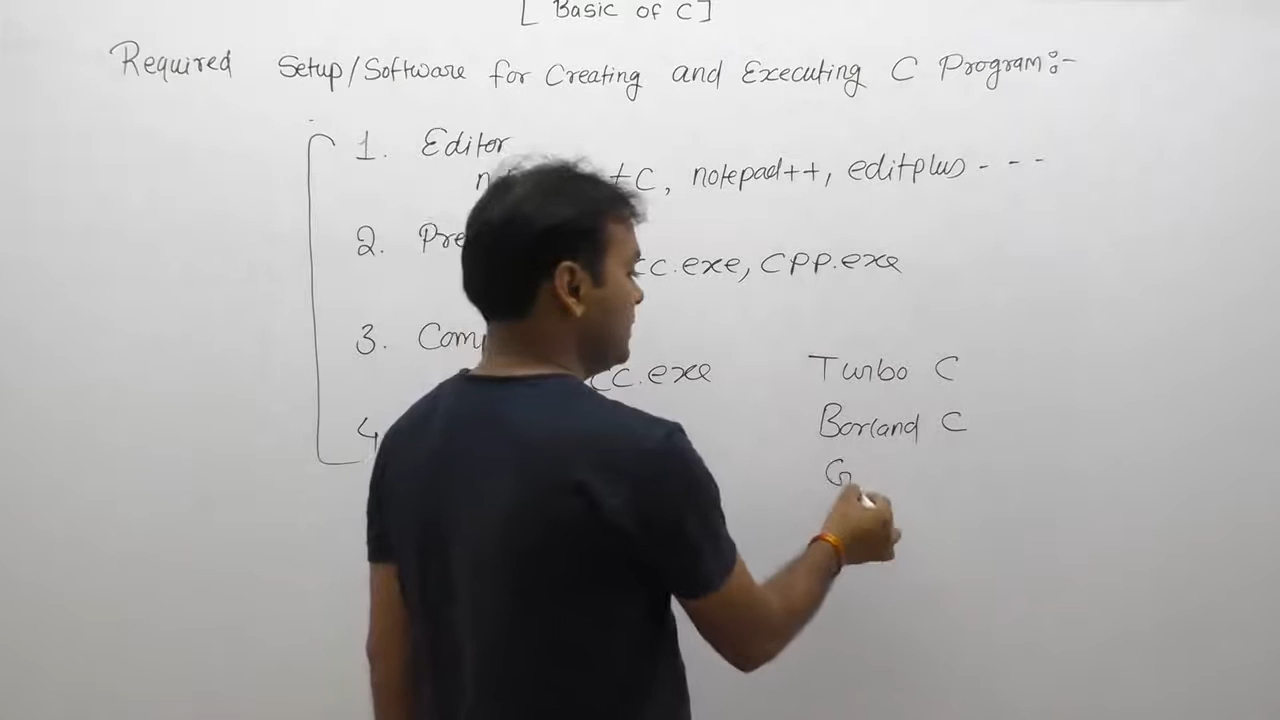 [ Basic of C ]
Required Setup/Software for Creating and Executing C Program:-
1. Editor
notepad++, editplus - - -
2. Pre
cc.exe, CPP.exe
3. Com
cc.exe
Turbo C
4
Borland C
G